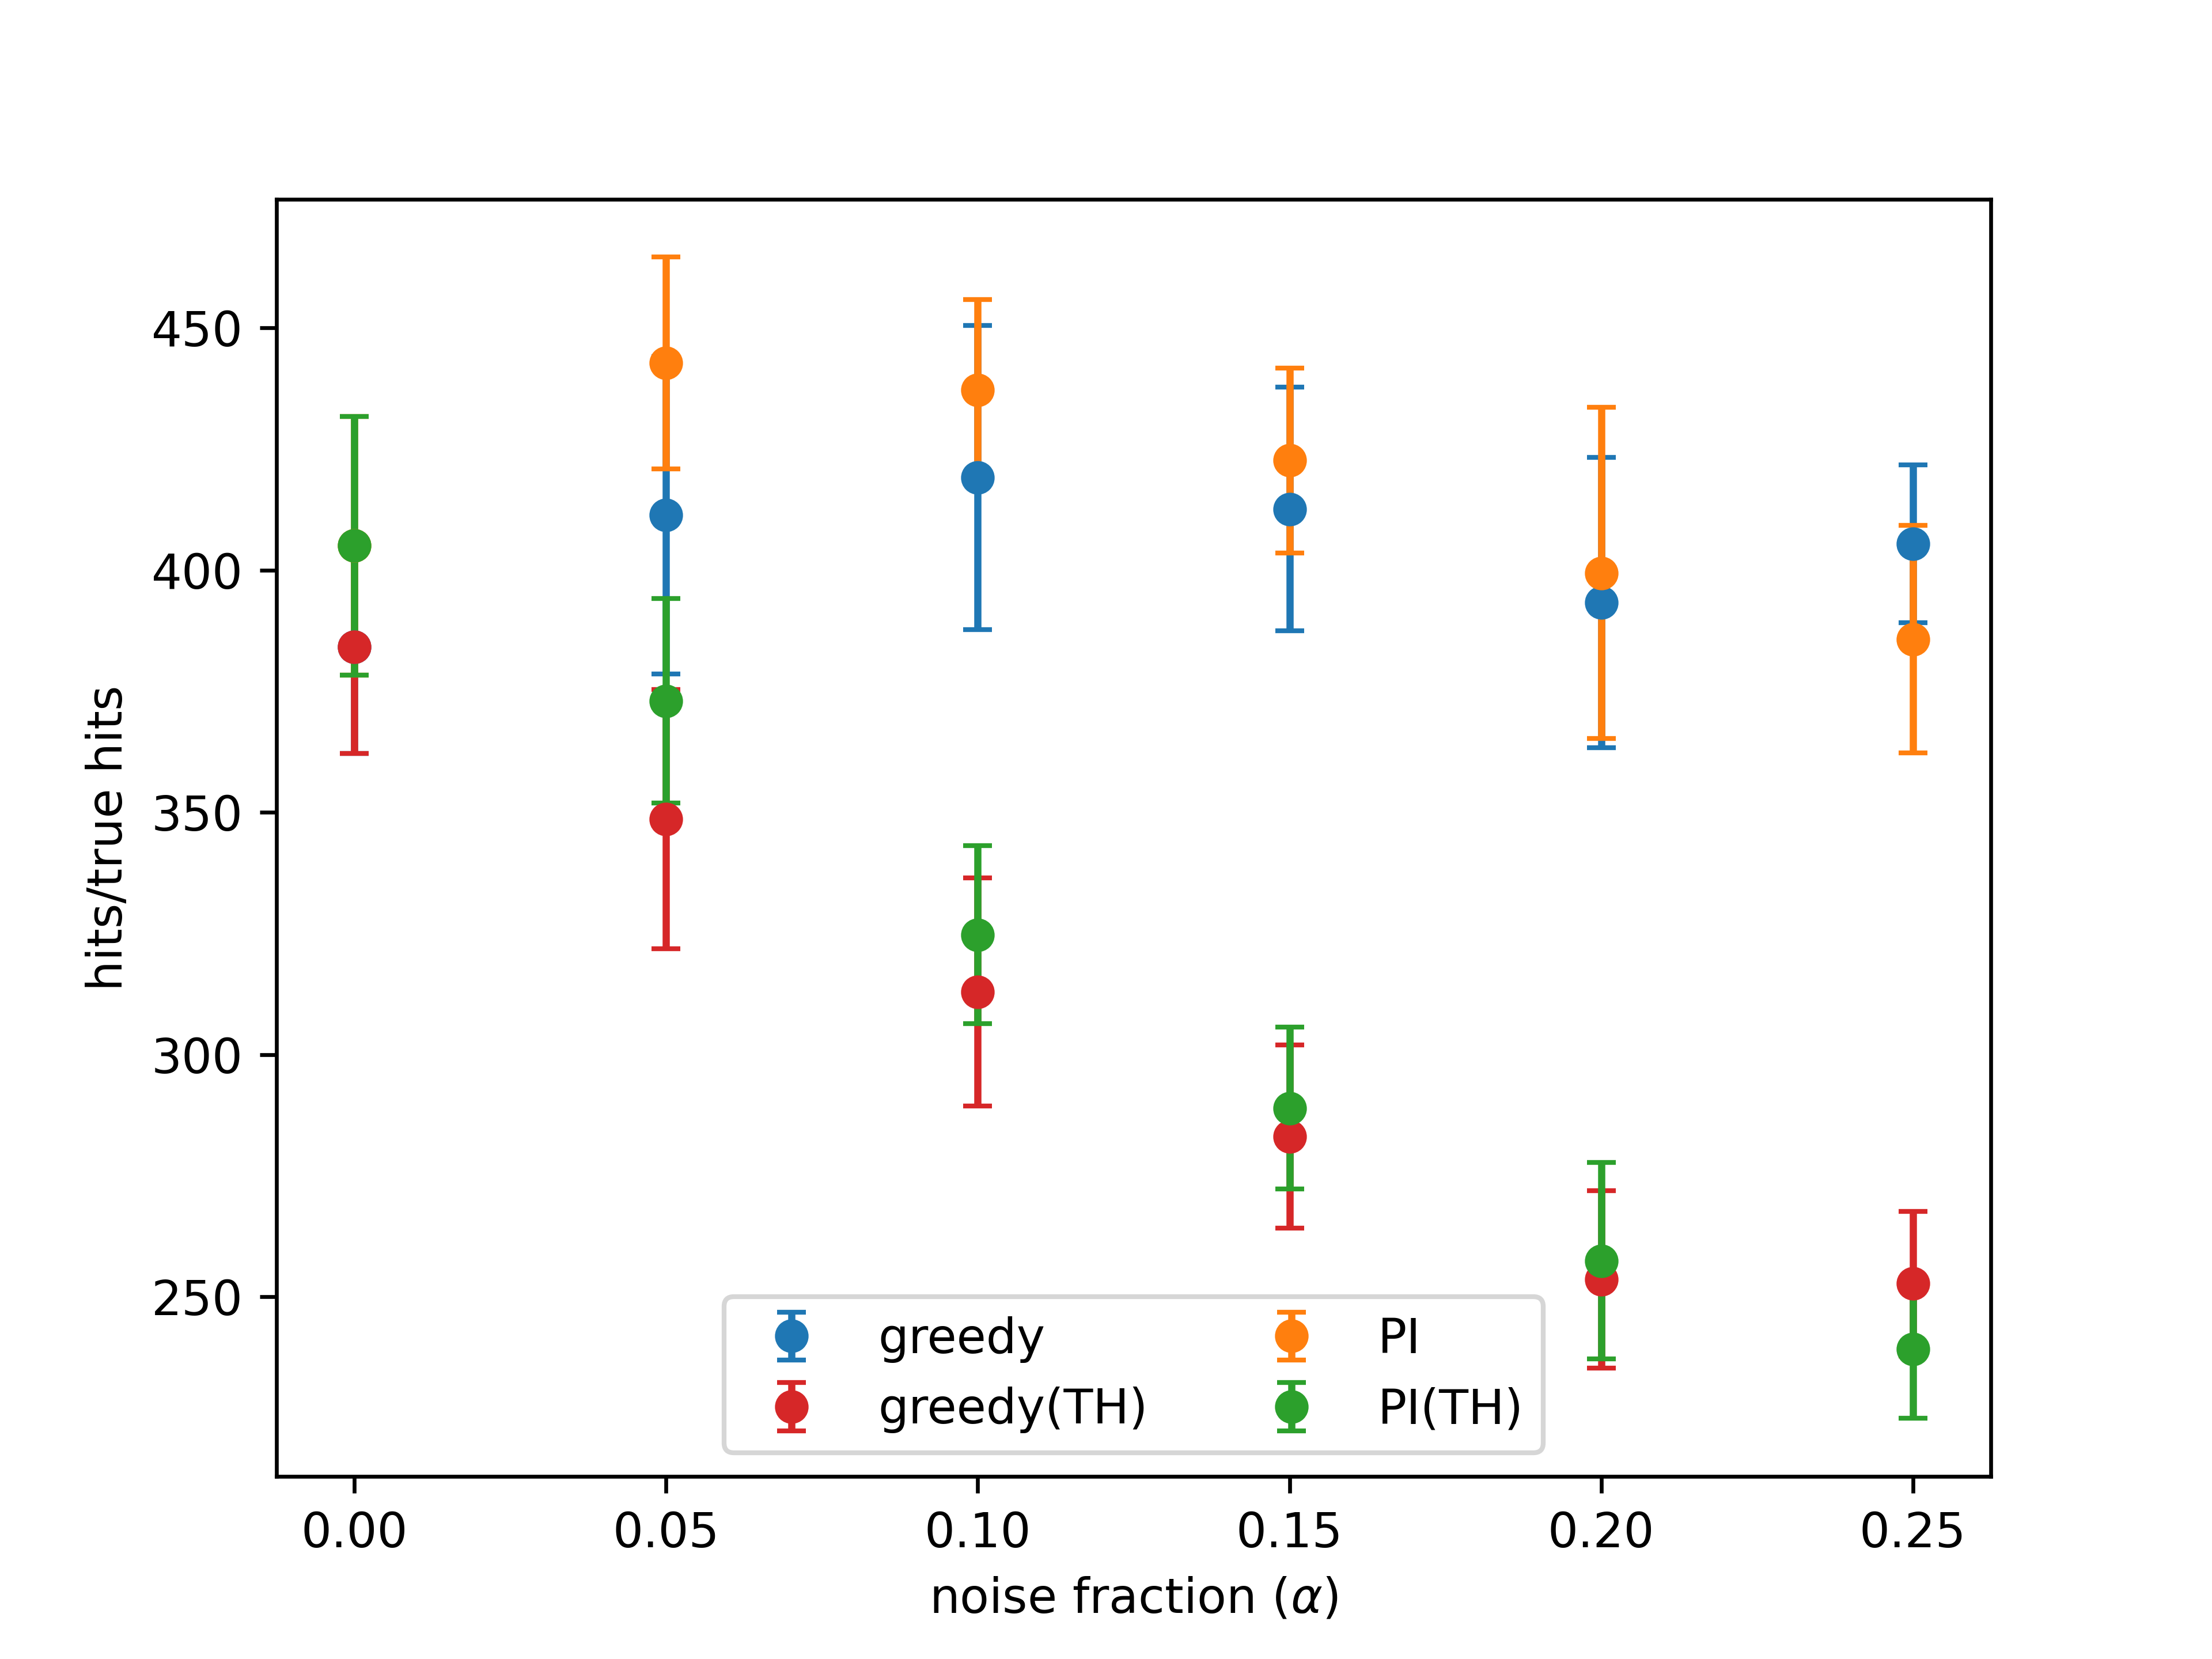 hits/true hits
450
400
350
300
250
greedy
PI
greedy(TH)
PI(TH)
0.00 0.05 0.10 0.15 0.20 0.25
noise fraction (α)